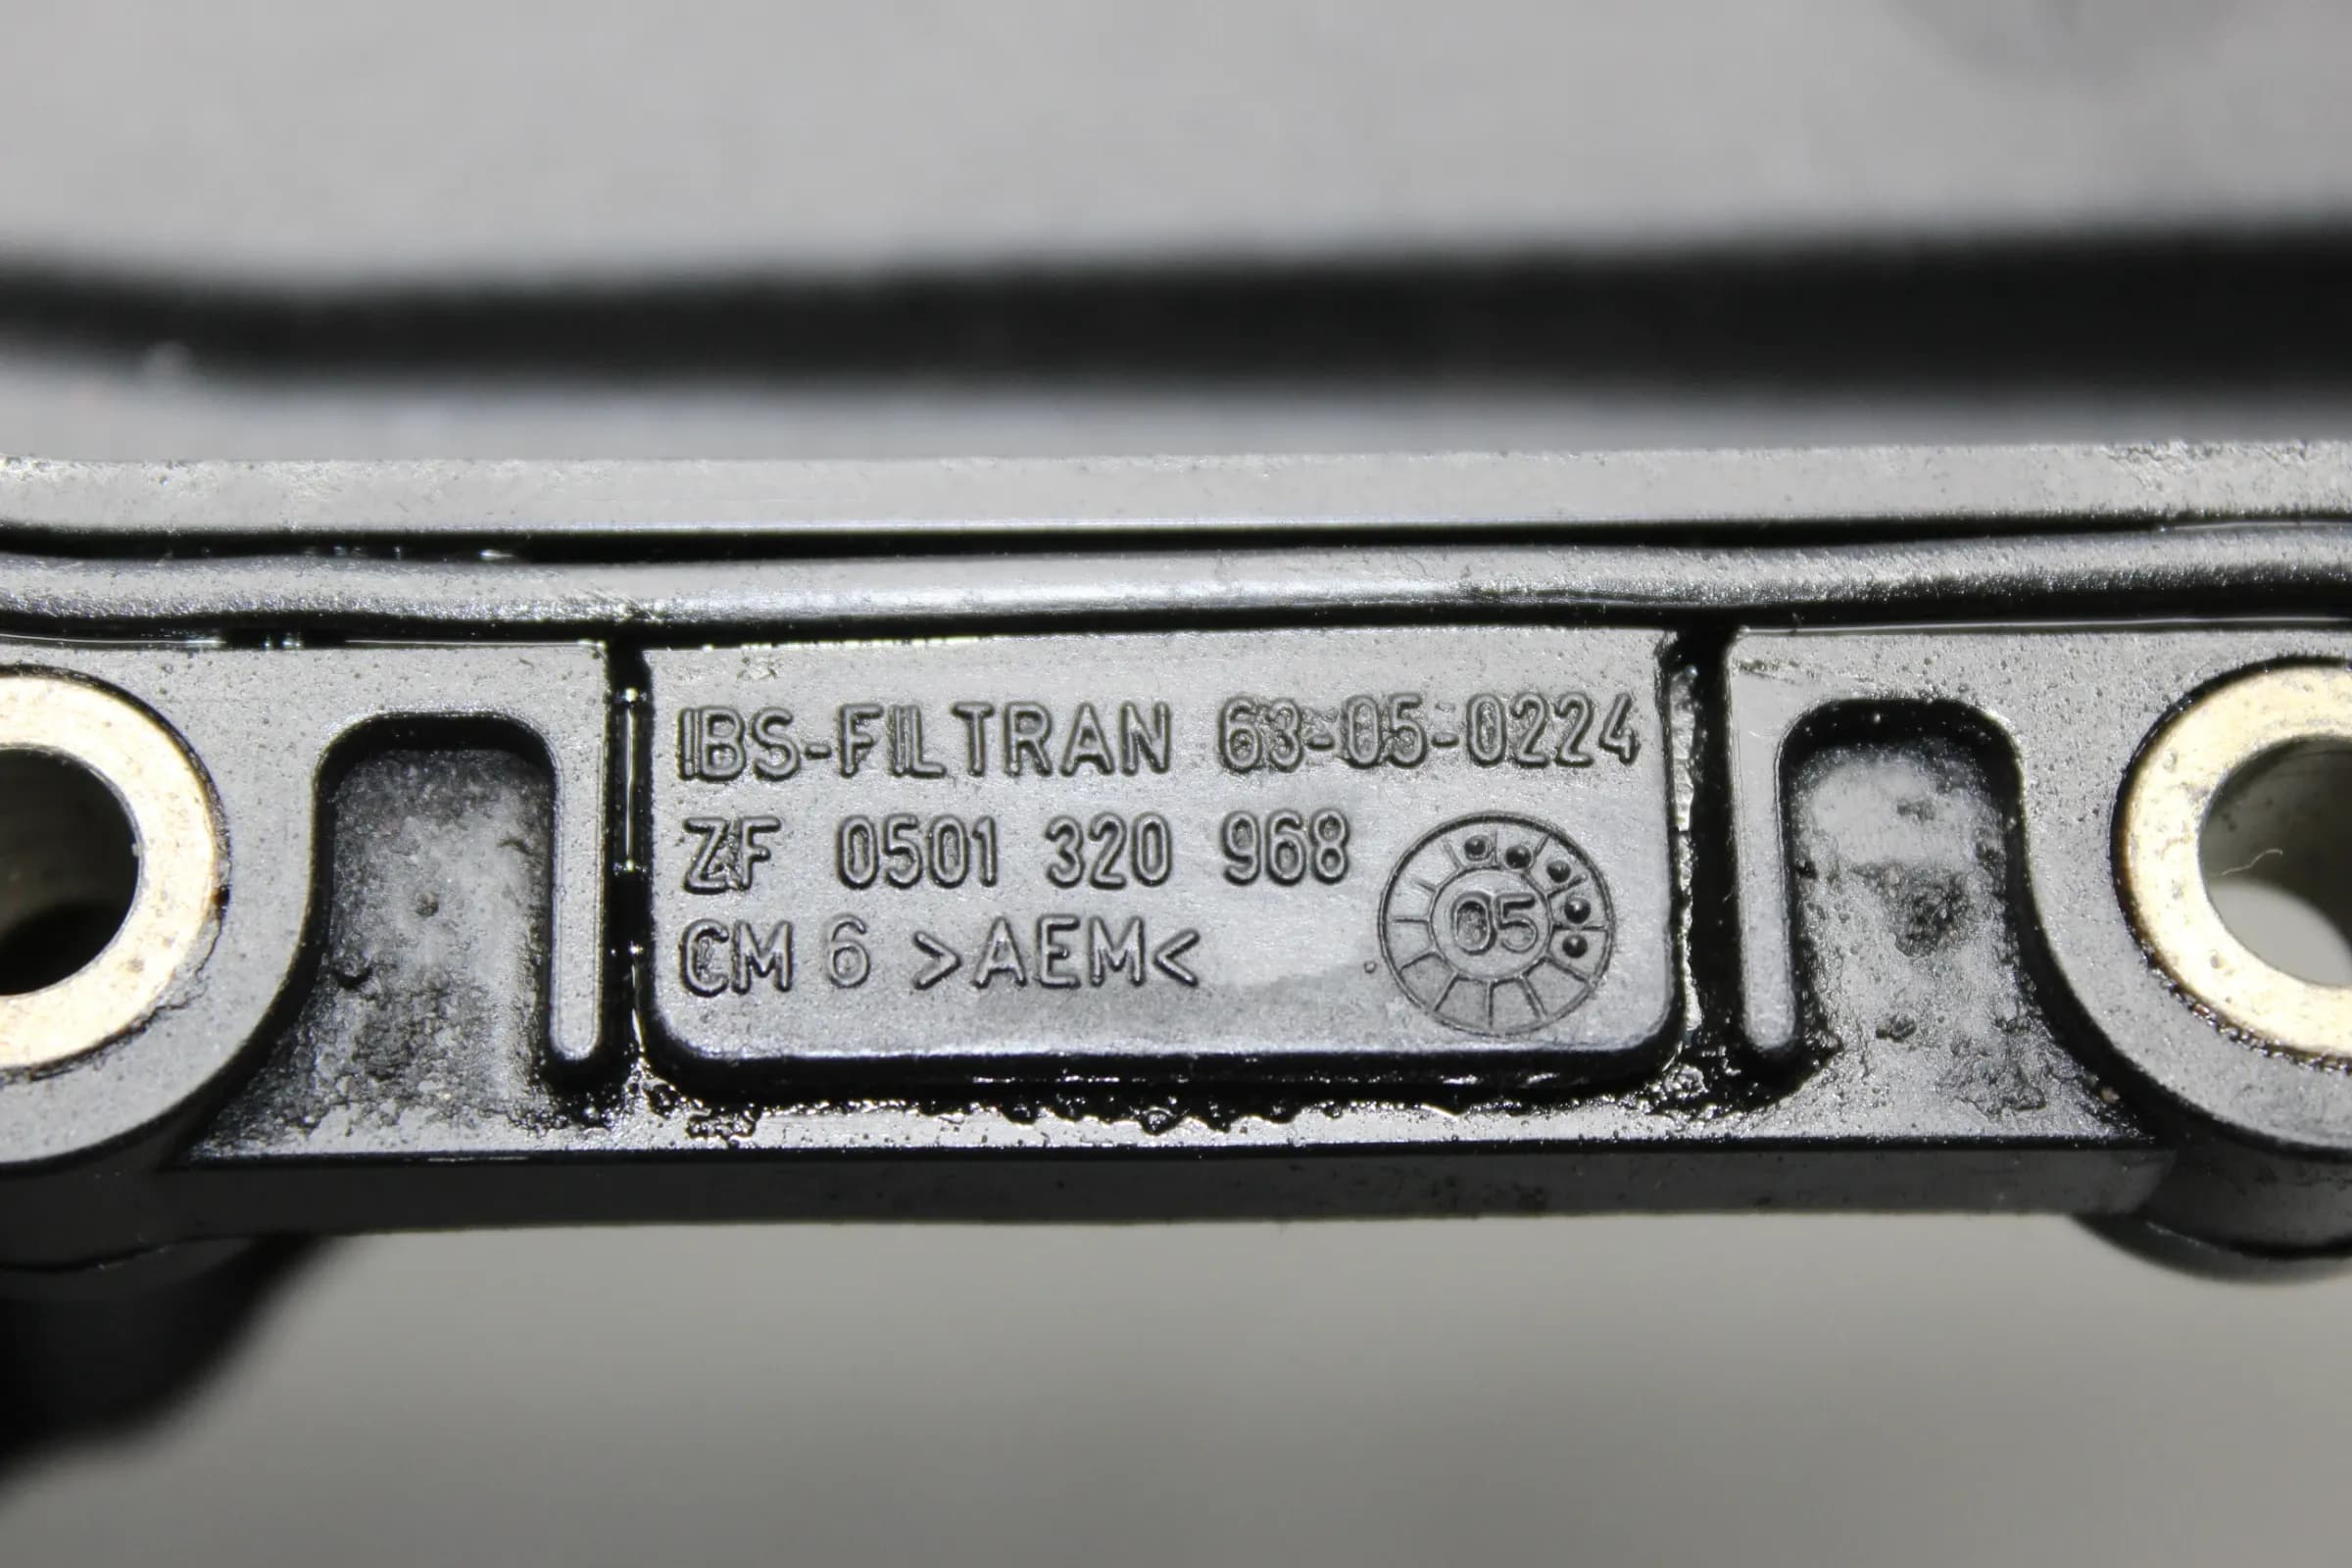 IBS-FILTRAN 63-05-0224
ZF 0501 320 968
CM 6 >AEM<
05